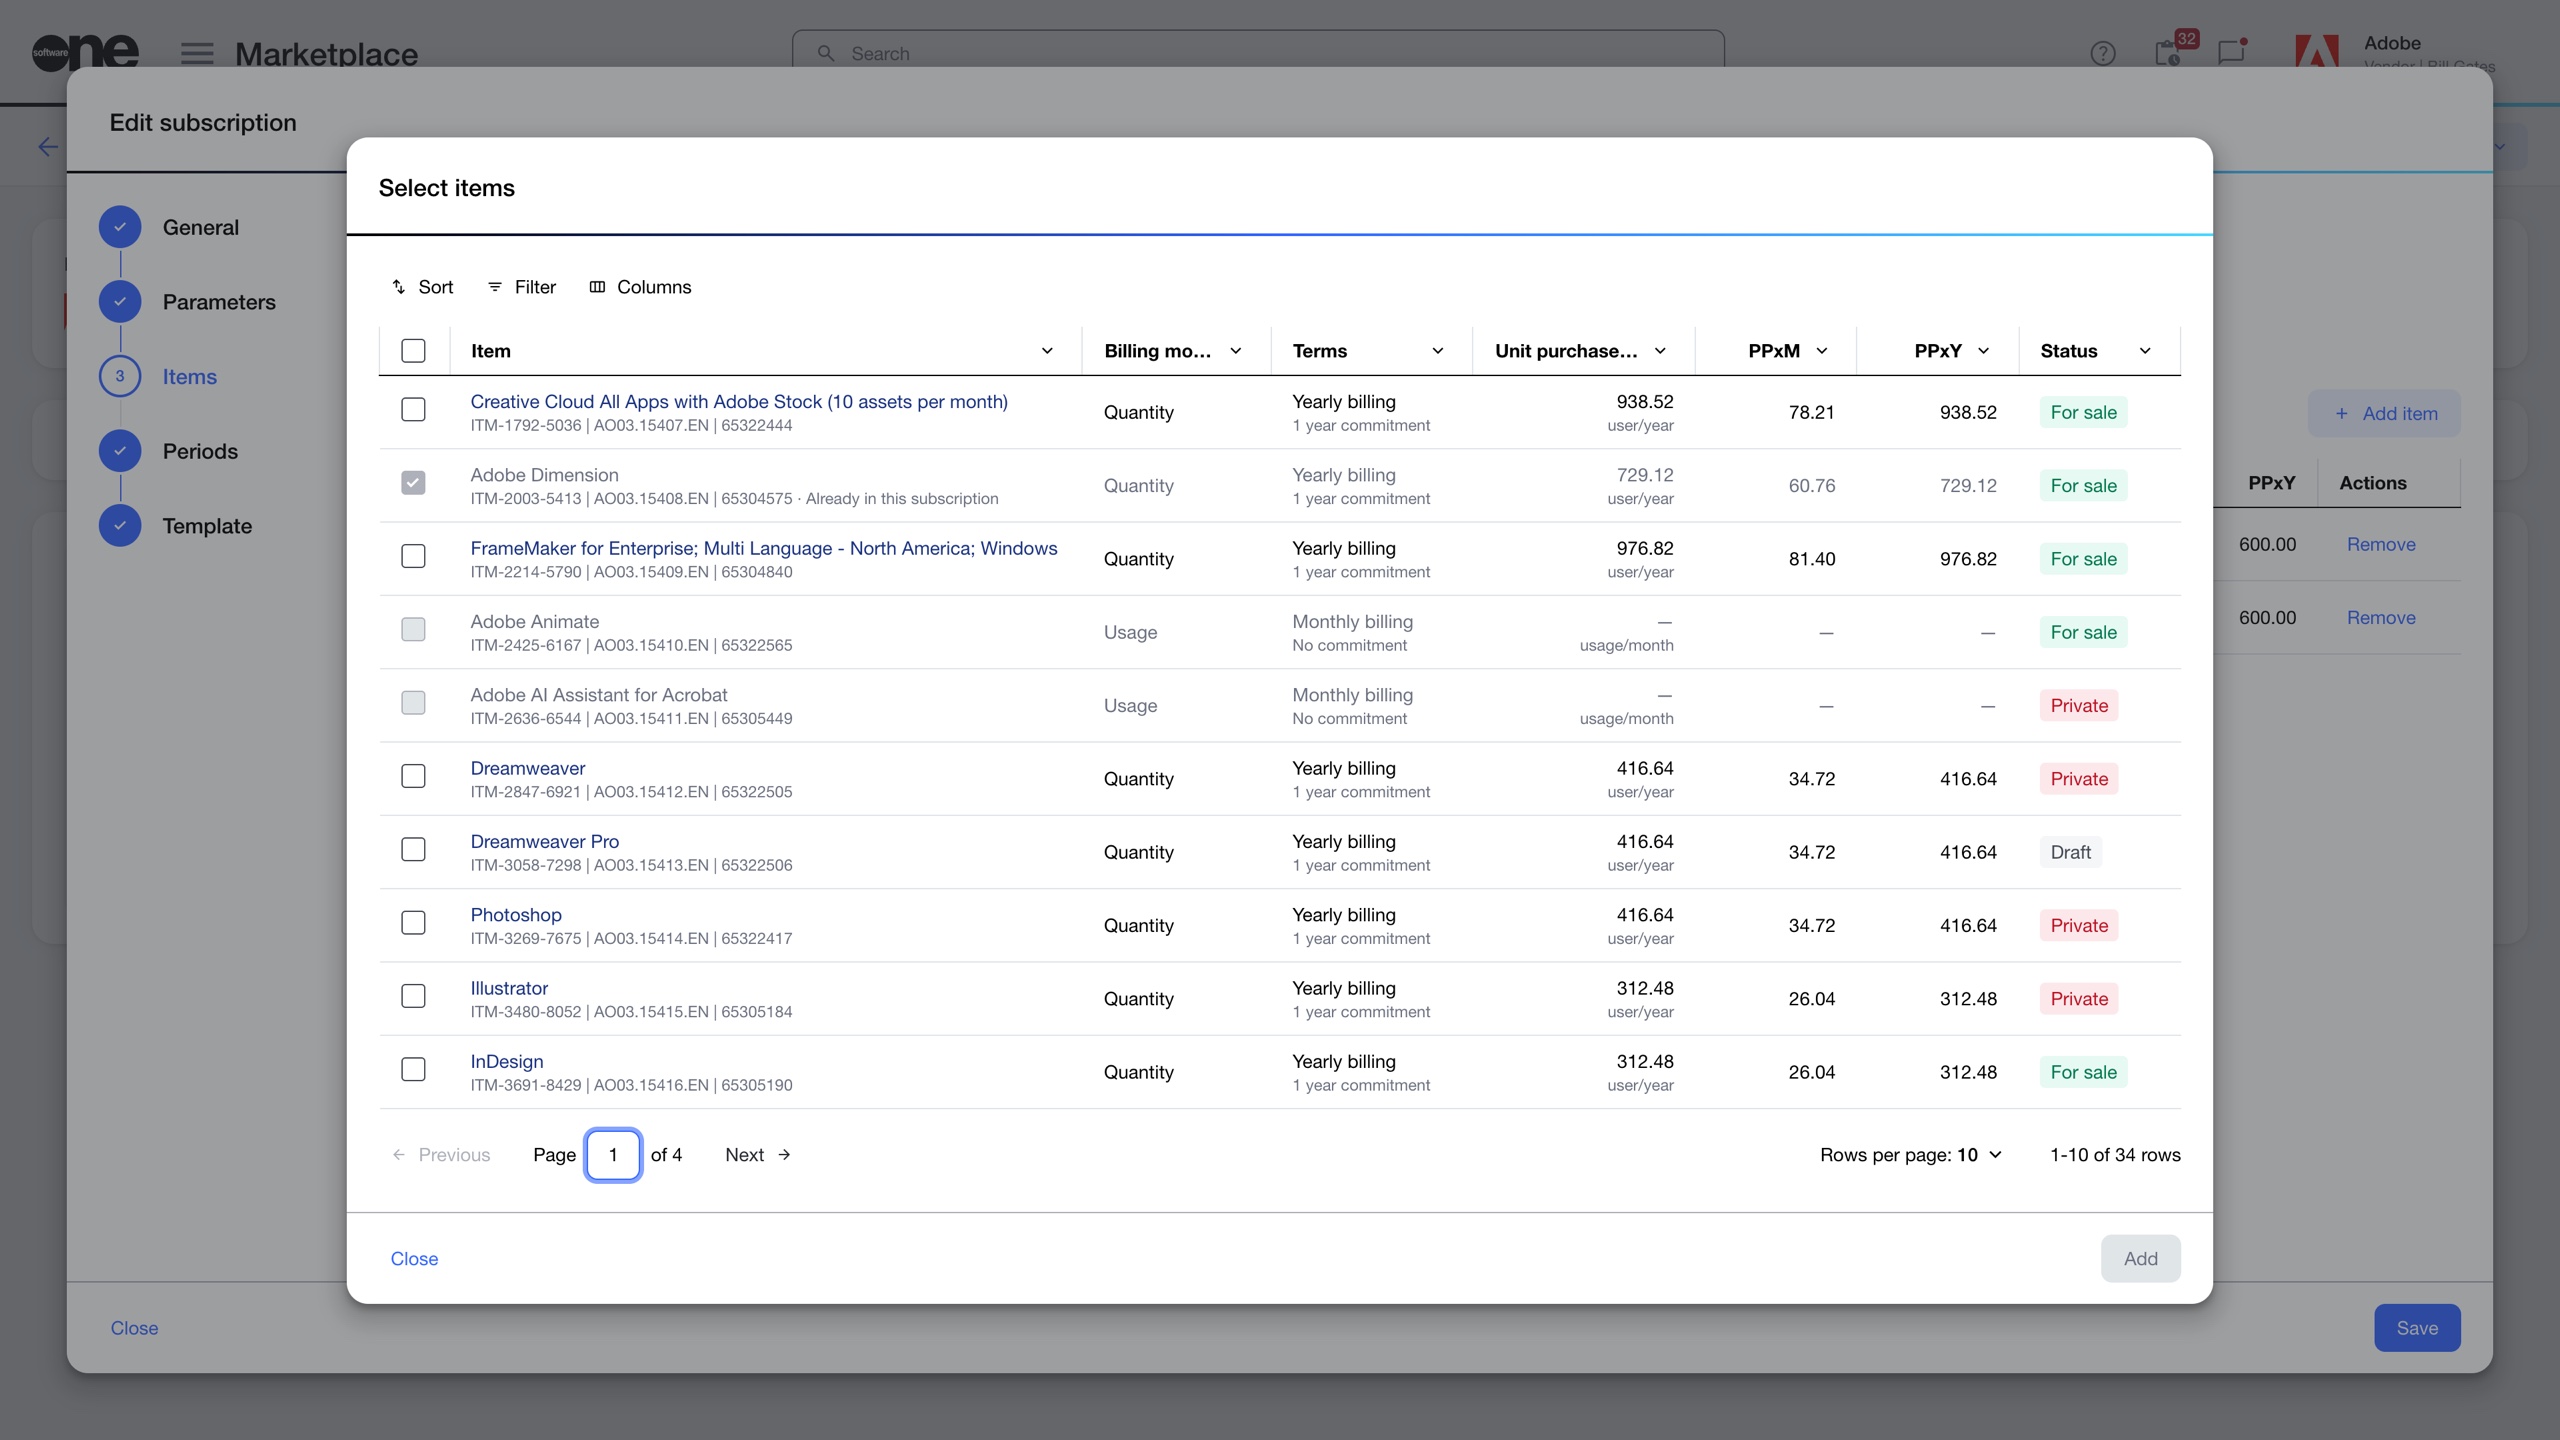 software
one
Marketplace
Search
32
Adobe
Vendor | Bill Gates
Edit subscription
General
Parameters
3
Items
Periods
Template
Add item
PPxY
Actions
600.00
Remove
600.00
Remove
Close
Save
Select items
Sort
Filter
Columns
Item
Billing mo...
Terms
Unit purchase...
PPxM
PPxY
Status
Creative Cloud All Apps with Adobe Stock (10 assets per month)
ITM-1792-5036 | AO03.15407.EN | 65322444
Quantity
Yearly billing
1 year commitment
938.52
user/year
78.21
938.52
For sale
Adobe Dimension
ITM-2003-5413 | AO03.15408.EN | 65304575 · Already in this subscription
Quantity
Yearly billing
1 year commitment
729.12
user/year
60.76
729.12
For sale
FrameMaker for Enterprise; Multi Language - North America; Windows
ITM-2214-5790 | AO03.15409.EN | 65304840
Quantity
Yearly billing
1 year commitment
976.82
user/year
81.40
976.82
For sale
Adobe Animate
ITM-2425-6167 | AO03.15410.EN | 65322565
Usage
Monthly billing
No commitment
—
usage/month
—
—
For sale
Adobe AI Assistant for Acrobat
ITM-2636-6544 | AO03.15411.EN | 65305449
Usage
Monthly billing
No commitment
—
usage/month
—
—
Private
Dreamweaver
ITM-2847-6921 | AO03.15412.EN | 65322505
Quantity
Yearly billing
1 year commitment
416.64
user/year
34.72
416.64
Private
Dreamweaver Pro
ITM-3058-7298 | AO03.15413.EN | 65322506
Quantity
Yearly billing
1 year commitment
416.64
user/year
34.72
416.64
Draft
Photoshop
ITM-3269-7675 | AO03.15414.EN | 65322417
Quantity
Yearly billing
1 year commitment
416.64
user/year
34.72
416.64
Private
Illustrator
ITM-3480-8052 | AO03.15415.EN | 65305184
Quantity
Yearly billing
1 year commitment
312.48
user/year
26.04
312.48
Private
InDesign
ITM-3691-8429 | AO03.15416.EN | 65305190
Quantity
Yearly billing
1 year commitment
312.48
user/year
26.04
312.48
For sale
Previous
Page 1 of 4
Next
Rows per page: 10
1-10 of 34 rows
Close
Add